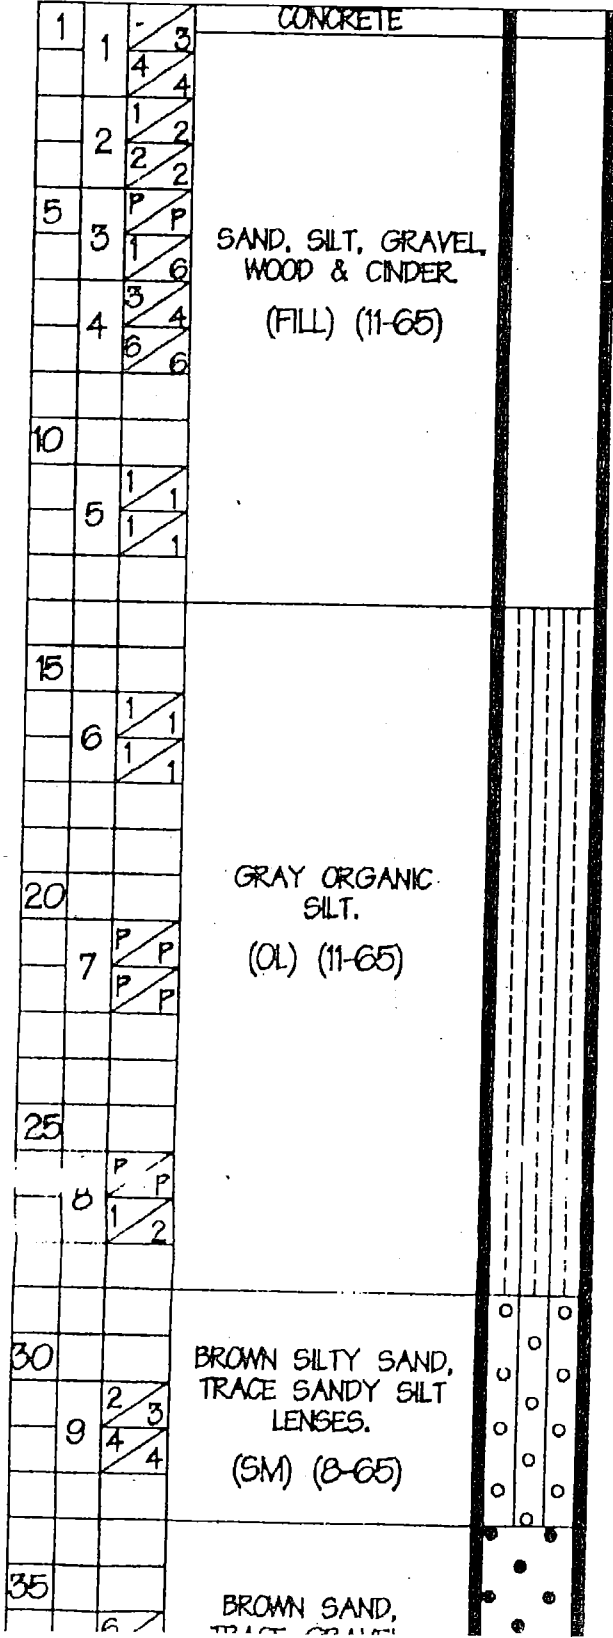 CONCRETE
1
1
- 3
4 4
2
1 2
2 2
5
3
P P
1 6
4
3 4
6 6
SAND, SILT, GRAVEL,
WOOD & CINDER
(FILL) (11-65)
10
5
1 1
1 1
15
6
1 1
1 1
20
7
P P
P P
GRAY ORGANIC
SILT.
(OL) (11-65)
25
8
P P
1 2
30
9
2 3
4 4
BROWN SILTY SAND,
TRACE SANDY SILT
LENSES.
(SM) (8-65)
35
6
BROWN SAND,
TRACE GRAVEL